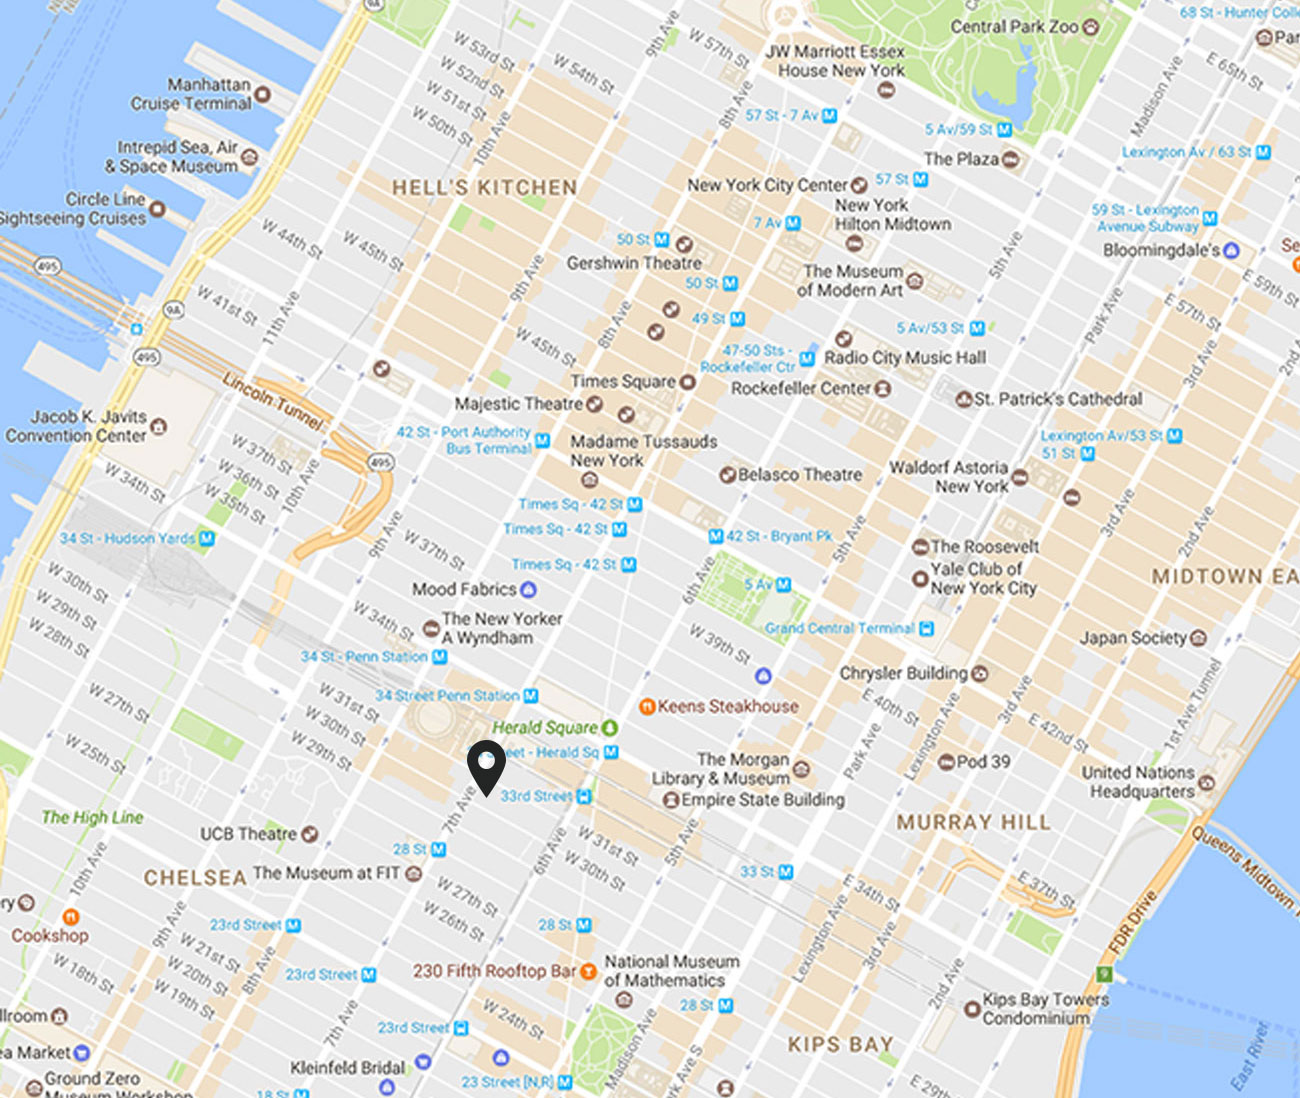 9A
W 53rd St
W 52nd St
W 51st St
W 50th St
W 54th St
9th Ave
W 57th St
8th Ave
10th Ave
JW Marriott Essex
House New York
Central Park Zoo
68 St - Hunter Coll
Madison Ave
E 65th St
Manhattan
Cruise Terminal
57 St - 7 Av
5 Av/59 St
Lexington Av / 63 St
Intrepid Sea, Air
& Space Museum
The Plaza
HELL'S KITCHEN
New York City Center
57 St
Circle Line
Sightseeing Cruises
New York
Hilton Midtown
7 Av
59 St - Lexington
Avenue Subway
Bloomingdale's
W 44th St
W 45th St
50 St
Gershwin Theatre
5th Ave
E 59th St
495
The Museum
of Modern Art
50 St
9th Ave
W 41st St
9A
11th Ave
8th Ave
49 St
5 Av/53 St
Park Ave
E 57th St
495
W 45th St
47-50 Sts -
Rockefeller Ctr
Radio City Music Hall
3rd Ave
Lincoln Tunnel
Times Square
Rockefeller Center
Majestic Theatre
St. Patrick's Cathedral
Jacob K. Javits
Convention Center
42 St - Port Authority
Bus Terminal
Madame Tussauds
New York
Lexington Av/53 St
51 St
W 37th St
W 36th St
W 35th St
W 34th St
10th Ave
495
Belasco Theatre
Waldorf Astoria
New York
Times Sq - 42 St
Times Sq - 42 St
Times Sq - 42 St
3rd Ave
2nd Ave
34 St - Hudson Yards
9th Ave
W 37th St
42 St - Bryant Pk
5th Ave
The Roosevelt
Yale Club of
New York City
W 30th St
W 29th St
W 28th St
Mood Fabrics
6th Ave
5 Av
MIDTOWN EA
W 34th St
The New Yorker
A Wyndham
Grand Central Terminal
W 39th St
Japan Society
34 St - Penn Station
Chrysler Building
W 27th St
W 31st St
W 30th St
W 29th St
34 Street Penn Station
Keens Steakhouse
E 40th St
3rd Ave
1st Ave Tunnel
Herald Square
E 42nd St
W 25th St
eet - Herald Sq
The Morgan
Library & Museum
Park Ave
Lexington Ave
Pod 39
United Nations
Headquarters
33rd Street
Empire State Building
The High Line
7th Ave
MURRAY HILL
UCB Theatre
6th Ave
W 31st St
W 30th St
5th Ave
Queens Midtown
28 St
CHELSEA
The Museum at FIT
10th Ave
W 27th St
W 26th St
33 St
E 34th St
E 37th St
ry
Cookshop
9th Ave
23rd Street
28 St
Lexington Ave
3rd Ave
FDR Drive
W 21st St
W 20th St
W 19th St
W 18th St
8th Ave
23rd Street
230 Fifth Rooftop Bar
National Museum
of Mathematics
28 St
2nd Ave
9
Kips Bay Towers
Condominium
llroom
7th Ave
23rd Street
W 24th St
Madison Ave
KIPS BAY
East River
ea Market
Kleinfeld Bridal
Ground Zero
Museum Workshop
23 Street [N,R]
18 St
rk Ave S
E 29th